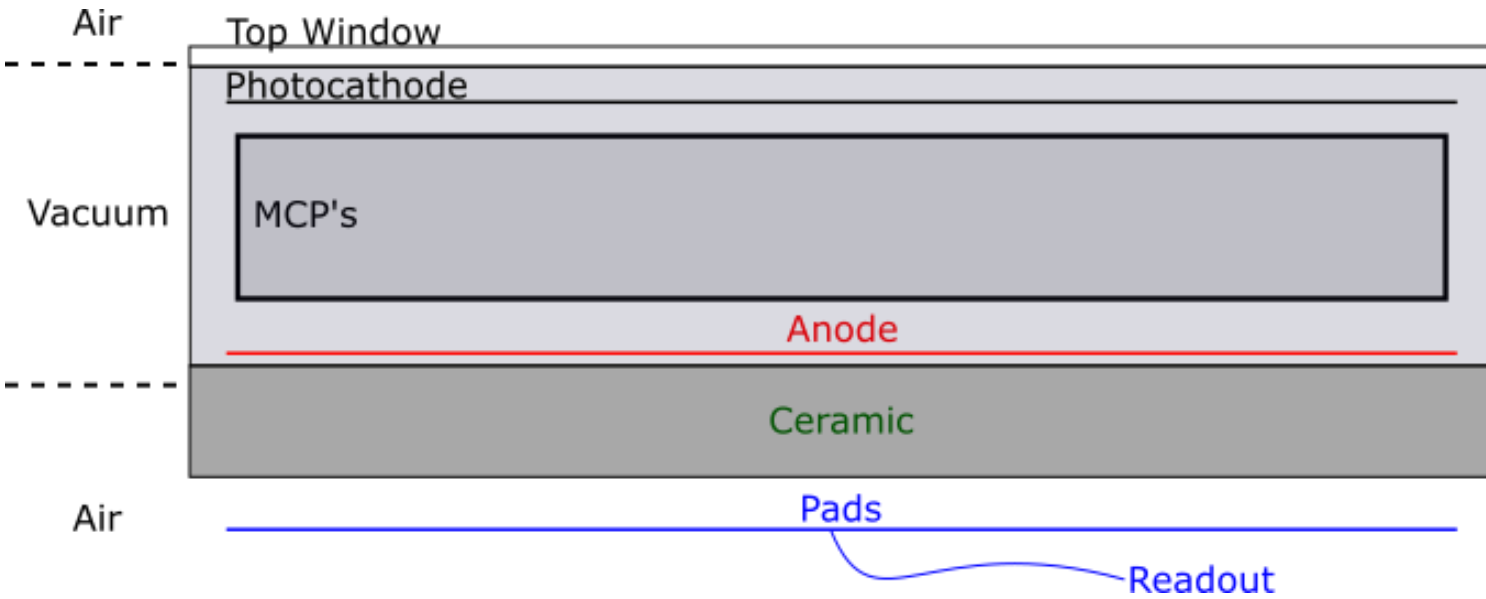 Air
Top Window
Photocathode
Vacuum
MCP's
Anode
Ceramic
Air
Pads
Readout